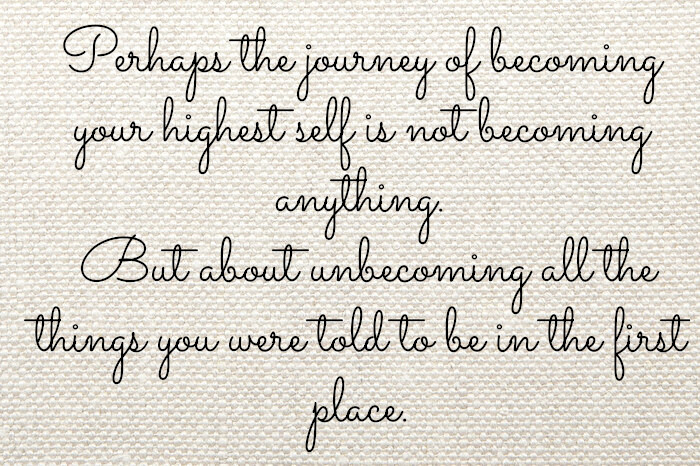 Perhaps the journey of becoming
your highest self is not becoming
anything.
But about unbecoming all the
things you were told to be in the first
place.